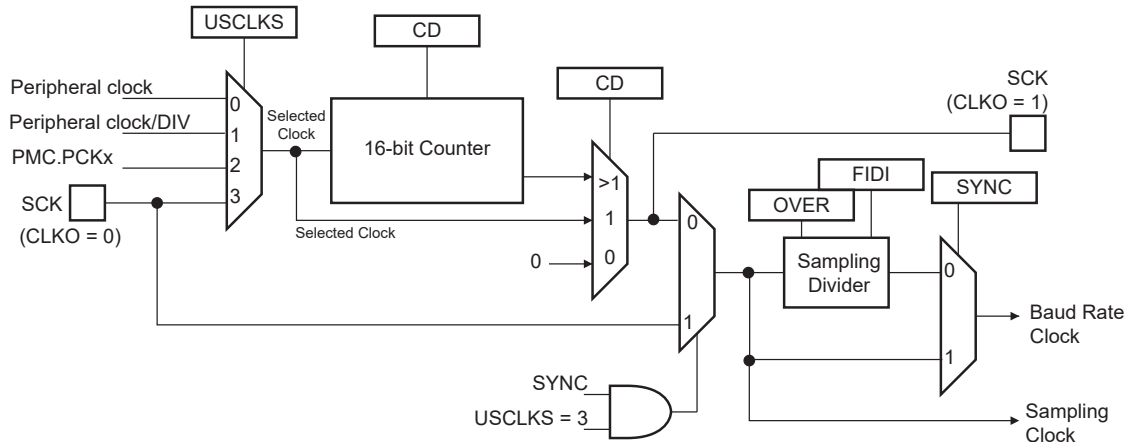 USCLKS
CD
CD
SCK
(CLKO = 1)
Peripheral clock
0
Peripheral clock/DIV
1
PMC.PCKx
2
3
SCK
(CLKO = 0)
Selected
Clock
16-bit Counter
Selected Clock
>1
1
0
0
0
1
FIDI
OVER
SYNC
Sampling
Divider
0
1
Baud Rate
Clock
SYNC
USCLKS = 3
Sampling
Clock